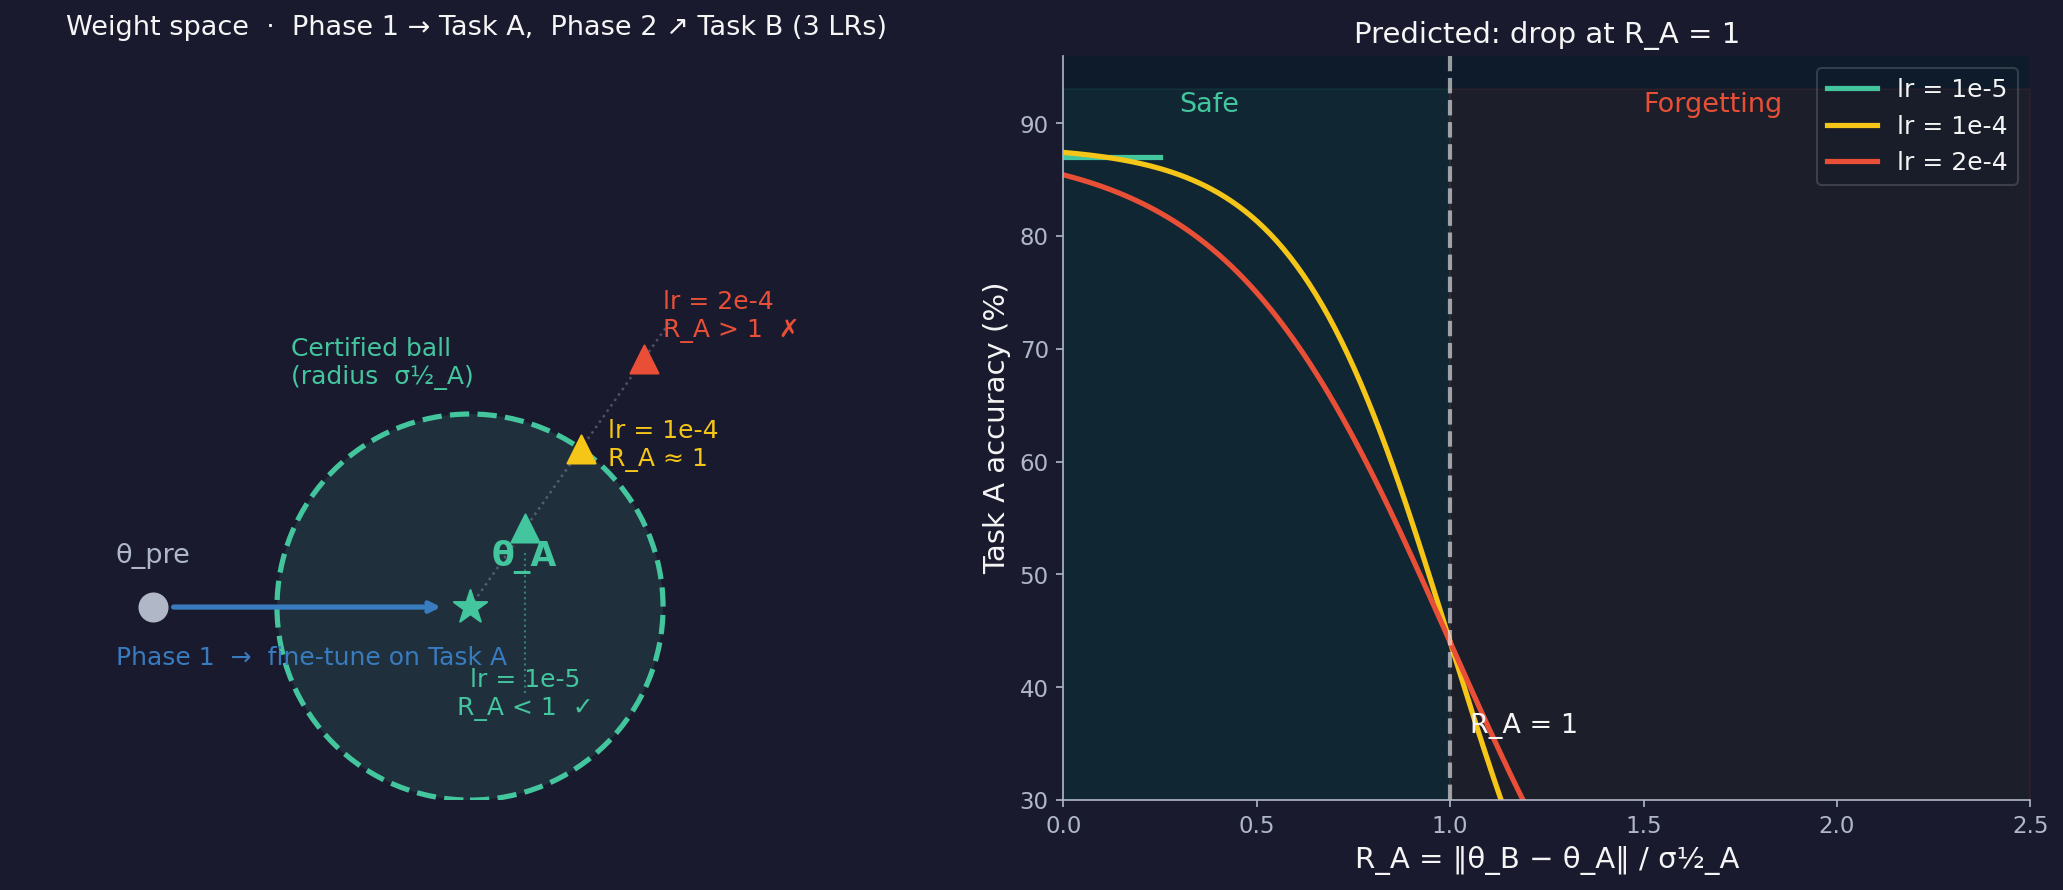 Weight space · Phase 1 → Task A, Phase 2 ↗ Task B (3 LRs)
lr = 2e-4
R_A > 1 ✗
Certified ball
(radius σ½_A)
lr = 1e-4
R_A ≈ 1
θ_pre
θ_A
Phase 1 → fine-tune on Task A
lr = 1e-5
R_A < 1 ✓
Predicted: drop at R_A = 1
Safe
Forgetting
lr = 1e-5
lr = 1e-4
lr = 2e-4
Task A accuracy (%)
90
80
70
60
50
40
30
R_A = 1
0.0 0.5 1.0 1.5 2.0 2.5
R_A = ‖θ_B − θ_A‖ / σ½_A